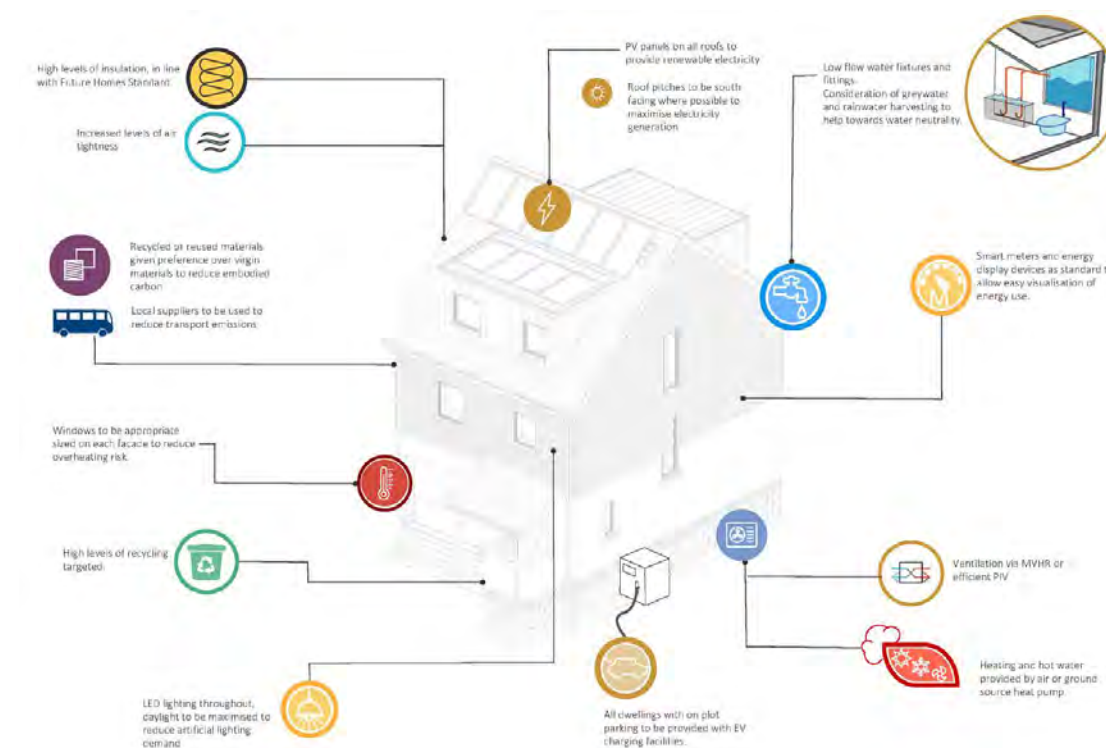 High levels of insulation, in line
with Future Homes Standard.
Increased levels of air
tightness
PV panels on all roofs to
provide renewable electricity
Roof pitches to be south
facing where possible to
maximise electricity
generation
Low flow water fixtures and
fittings.
Consideration of greywater
and rainwater harvesting to
help towards water neutrality.
Recycled or reused materials
given preference over virgin
materials to reduce embodied
carbon
Local suppliers to be used to
reduce transport emissions
Smart meters and energy
display devices as standard t
allow easy visualisation of
energy use.
M
Windows to be appropriate
sized on each facade to reduce
overheating risk.
High levels of recycling
targeted.
Ventilation via MVHR or
efficient PIV
Heating and hot water
provided by air or ground
source heat pump.
LED lighting throughout,
daylight to be maximised to
reduce artificial lighting
demand
All dwellings with on plot
parking to be provided with EV
charging facilities.